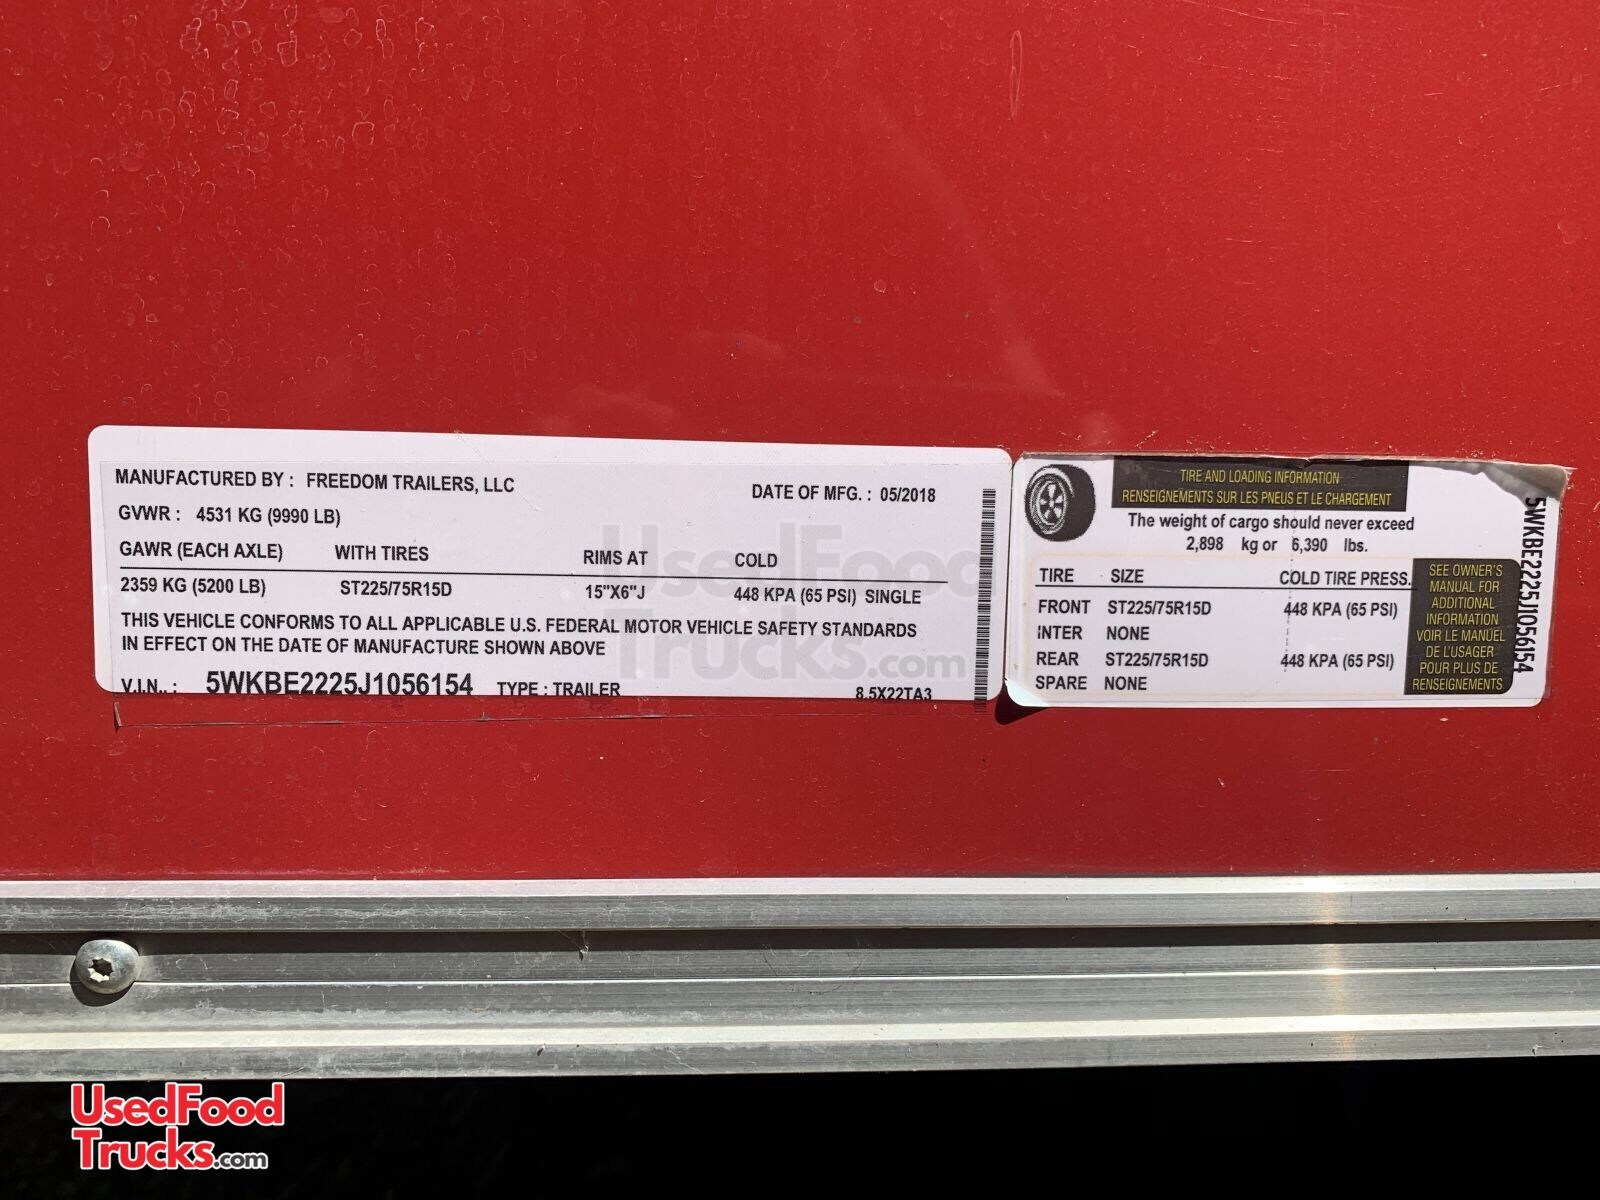 MANUFACTURED BY : FREEDOM TRAILERS, LLC
DATE OF MFG. : 05/2018
GVWR : 4531 KG (9990 LB)
GAWR (EACH AXLE) WITH TIRES RIMS AT COLD
2359 KG (5200 LB) ST225/75R15D 15"X6"J 448 KPA (65 PSI) SINGLE
THIS VEHICLE CONFORMS TO ALL APPLICABLE U.S. FEDERAL MOTOR VEHICLE SAFETY STANDARDS
IN EFFECT ON THE DATE OF MANUFACTURE SHOWN ABOVE
V.I.N.. : 5WKBE2225J1056154 TYPE : TRAILER 8.5X22TA3
TIRE AND LOADING INFORMATION
RENSEIGNEMENTS SUR LES PNEUS ET LE CHARGEMENT
The weight of cargo should never exceed
2,898 kg or 6,390 lbs.
TIRE SIZE COLD TIRE PRESS.
FRONT ST225/75R15D 448 KPA (65 PSI)
INTER NONE
REAR ST225/75R15D 448 KPA (65 PSI)
SPARE NONE
SEE OWNER'S
MANUAL FOR
ADDITIONAL
INFORMATION
VOIR LE MANUEL
DE L'USAGER
POUR PLUS DE
RENSEIGNEMENTS
5WKBE2225J1056154
UsedFood
Trucks.com
UsedFood
Trucks.com